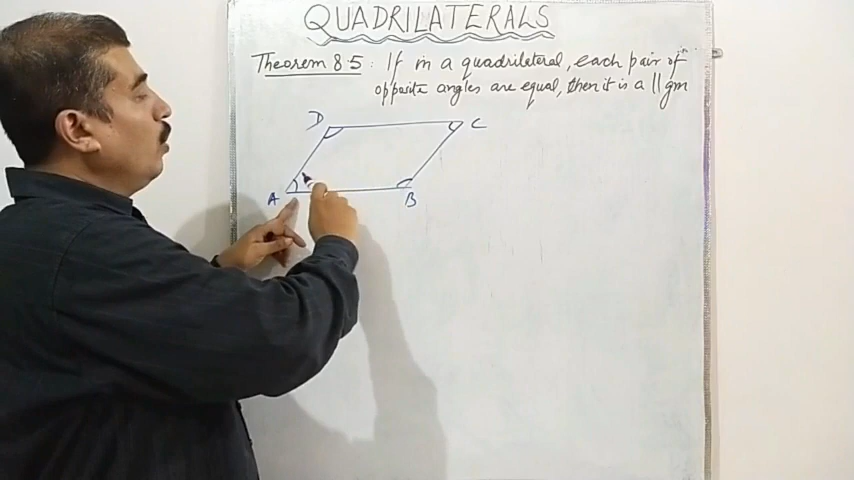 QUADRILATERALS
Theorem 8.5 : If in a quadrilateral, each pair of
opposite angles are equal, then it is a ||gm
D C
A B